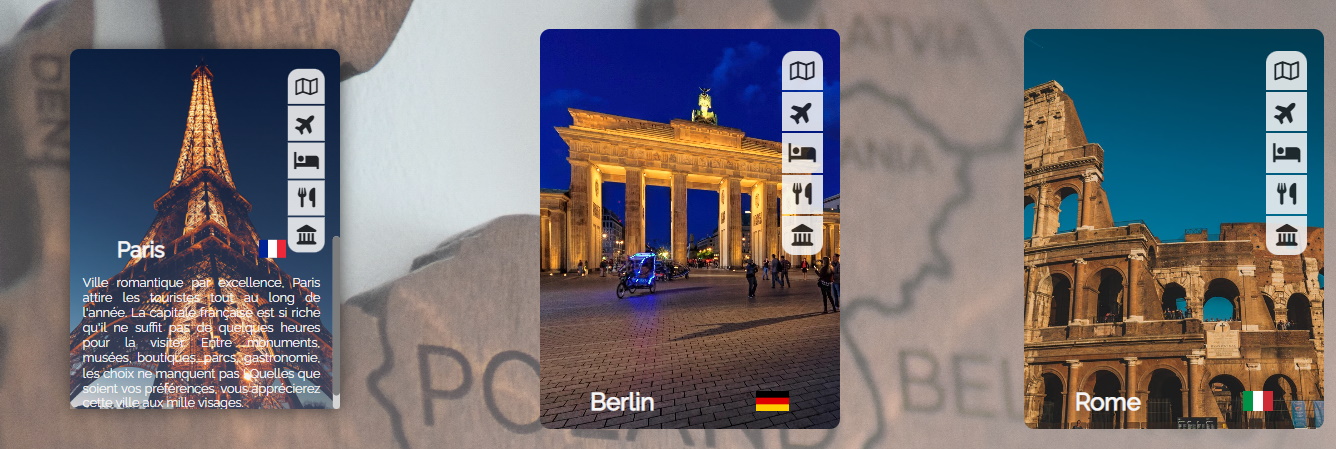 DEN
LATVIA
ANA
POLAND
BEL
Paris
Ville romantique par excellence, Paris
attire les touristes tout au long de
l'année. La capitale française est si riche
qu'il ne suffit pas de quelques heures
pour la visiter. Entre monuments,
musées, boutiques, parcs, gastronomie,
les choix ne manquent pas ! Quelles que
soient vos préférences, vous apprécierez
cette ville aux mille visages.
Berlin
Rome